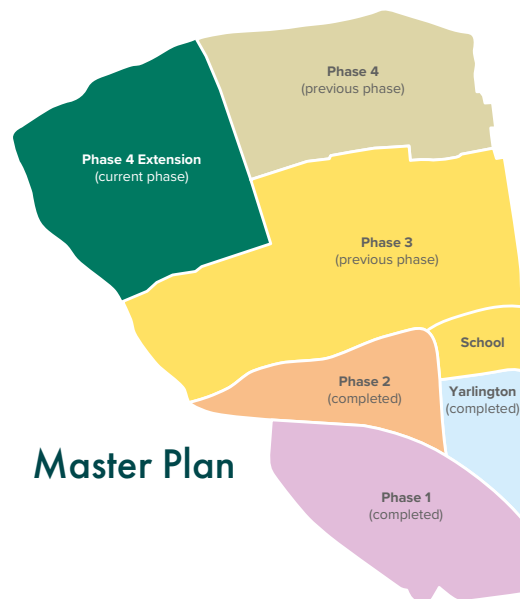 Phase 4
(previous phase)
Phase 4 Extension
(current phase)
Phase 3
(previous phase)
School
Phase 2
(completed)
Yarlington
(completed)
Master Plan
Phase 1
(completed)